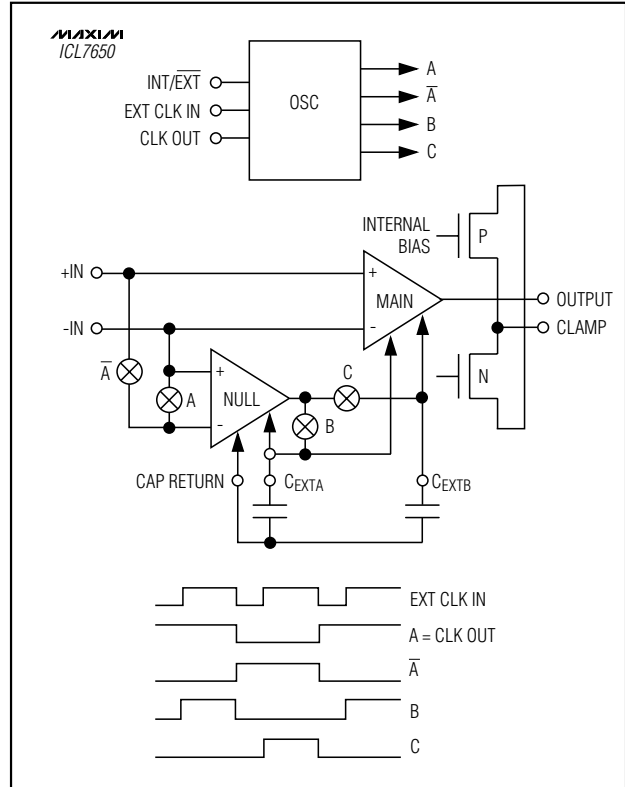 MAXIM
ICL7650
INT/E̅X̅T̅
EXT CLK IN
CLK OUT
OSC
A
A̅
B
C
INTERNAL
BIAS
P
+IN
-IN
+
-
MAIN
OUTPUT
CLAMP
N
A̅
A
+
-
NULL
C
B
CAP RETURN
CEXTA
CEXTB
EXT CLK IN
A = CLK OUT
A̅
B
C